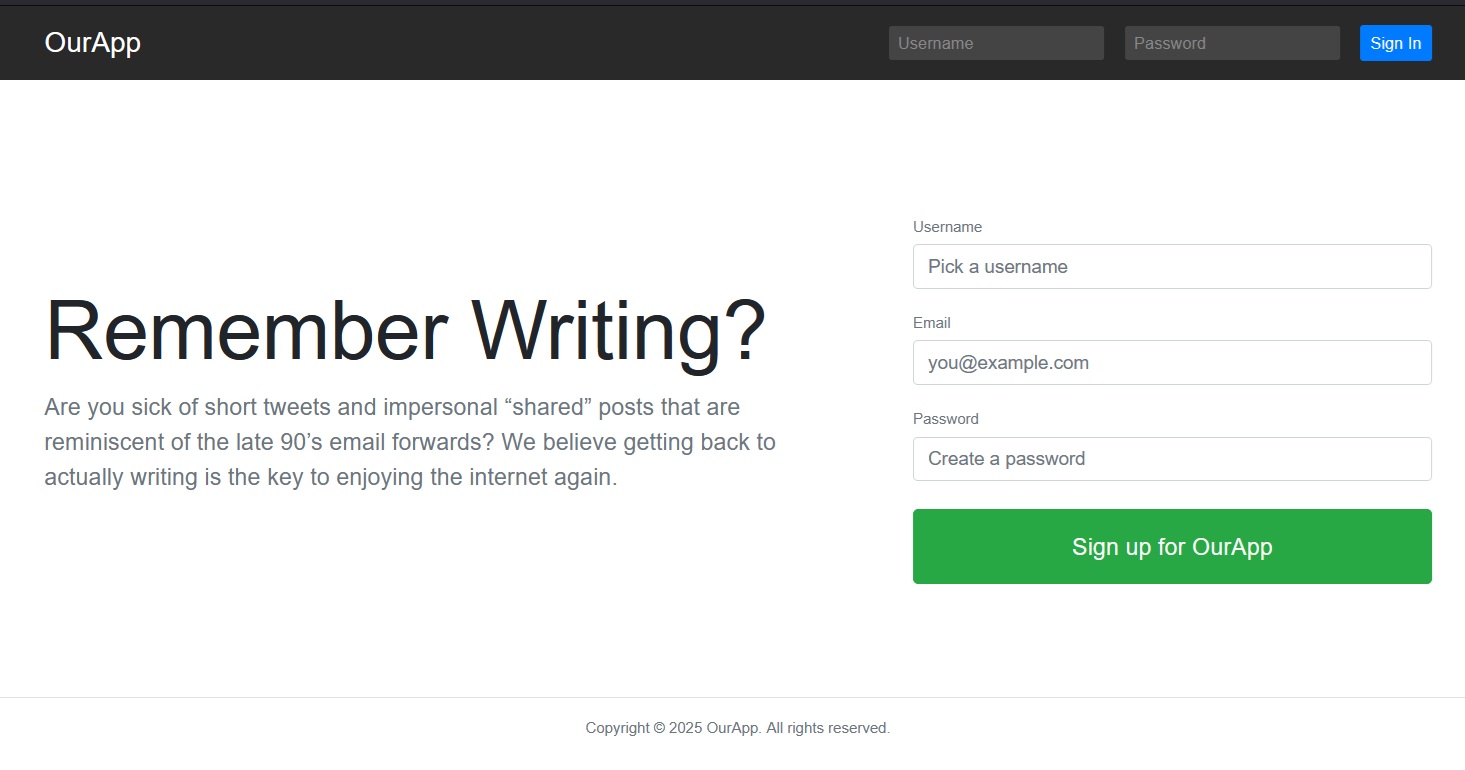 OurApp
Username
Password
Sign In
Remember Writing?
Are you sick of short tweets and impersonal “shared” posts that are
reminiscent of the late 90’s email forwards? We believe getting back to
actually writing is the key to enjoying the internet again.
Username
Pick a username
Email
you@example.com
Password
Create a password
Sign up for OurApp
Copyright © 2025 OurApp. All rights reserved.